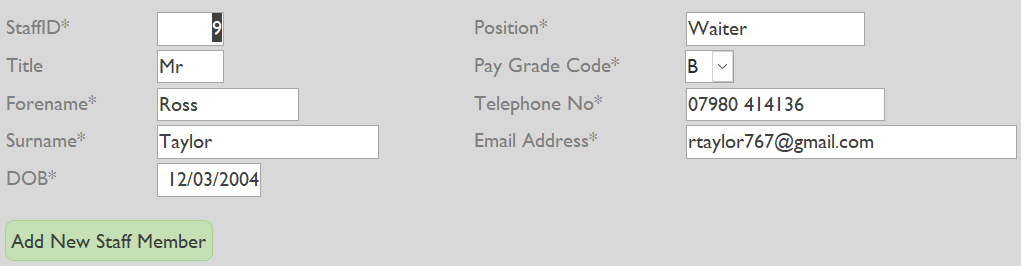 StaffID* 9 Position* Waiter
Title Mr Pay Grade Code* B
Forename* Ross Telephone No* 07980 414136
Surname* Taylor Email Address* rtaylor767@gmail.com
DOB* 12/03/2004
Add New Staff Member